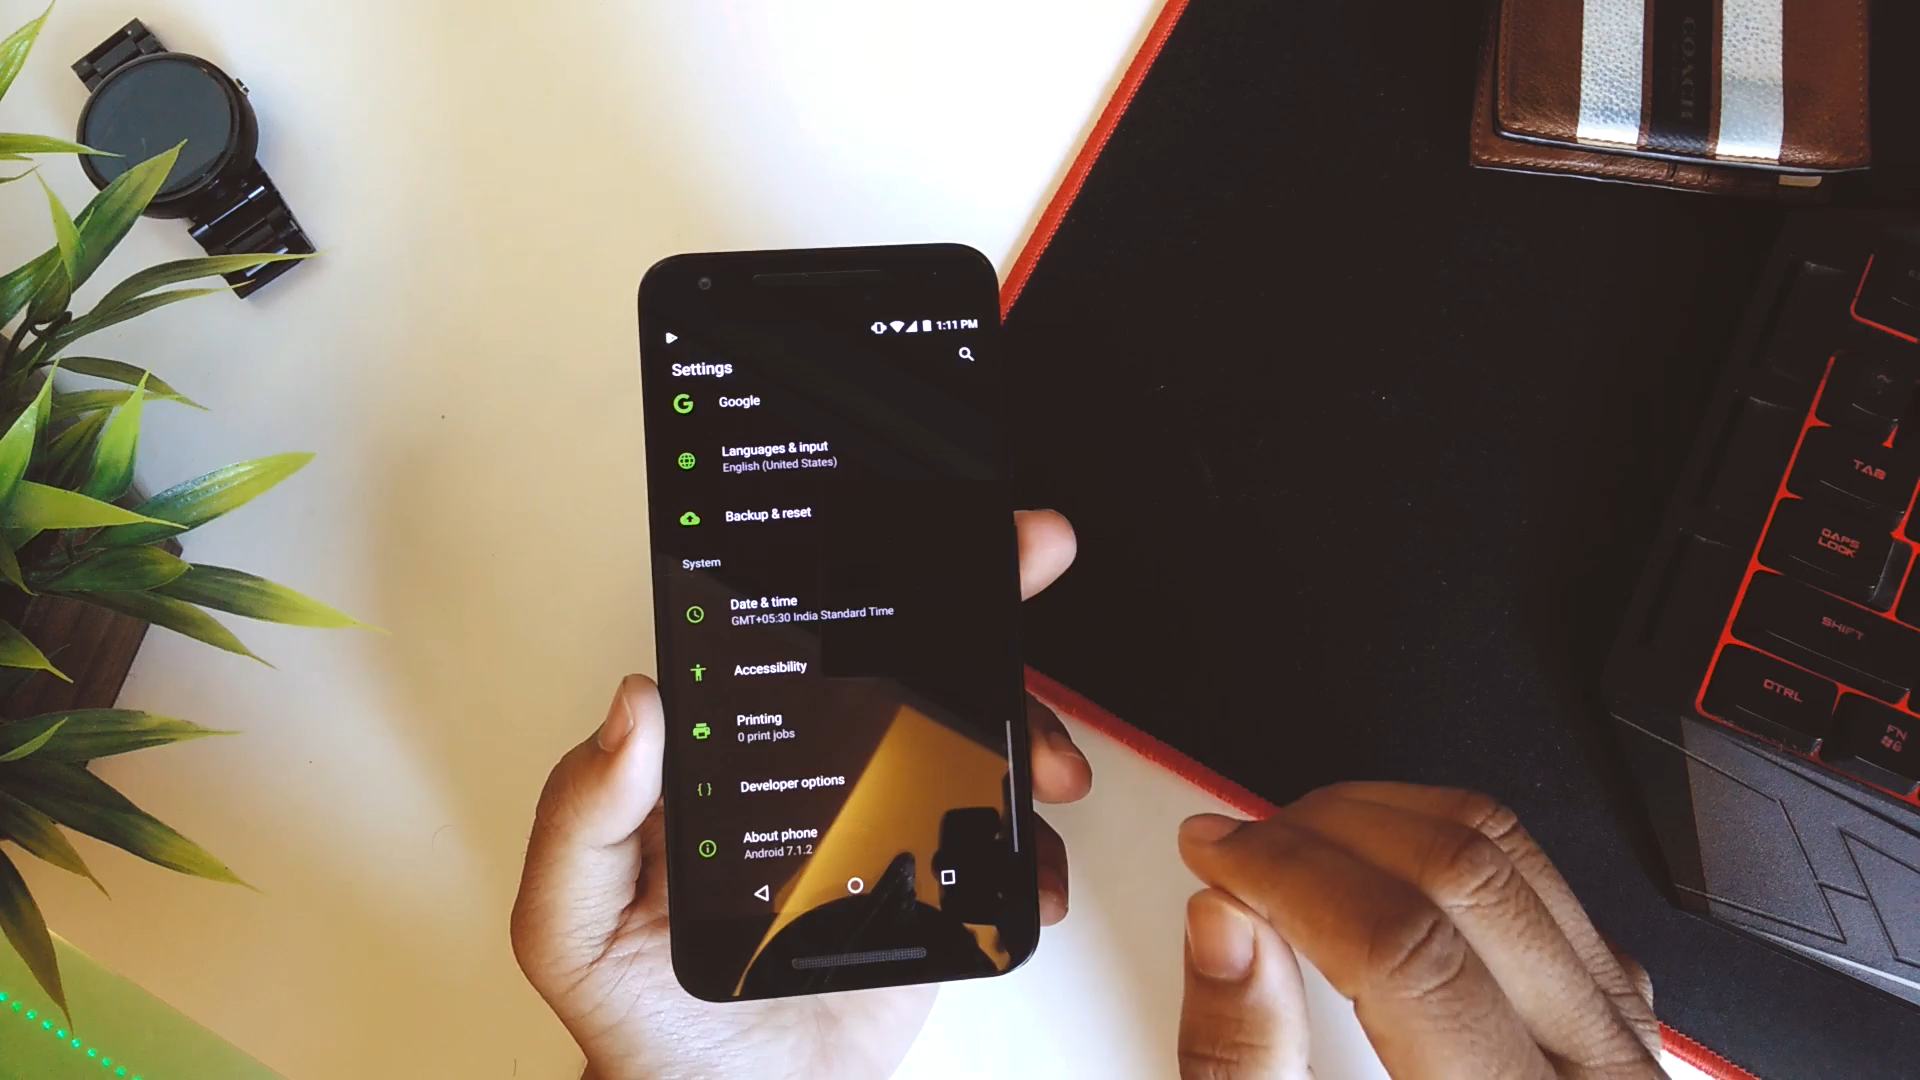 COACH
1:11 PM
Settings
Google
Languages & input
English (United States)
Backup & reset
System
Date & time
GMT+05:30 India Standard Time
Accessibility
Printing
0 print jobs
Developer options
About phone
Android 7.1.2
TAB
CAPS
LOCK
SHIFT
CTRL
FN